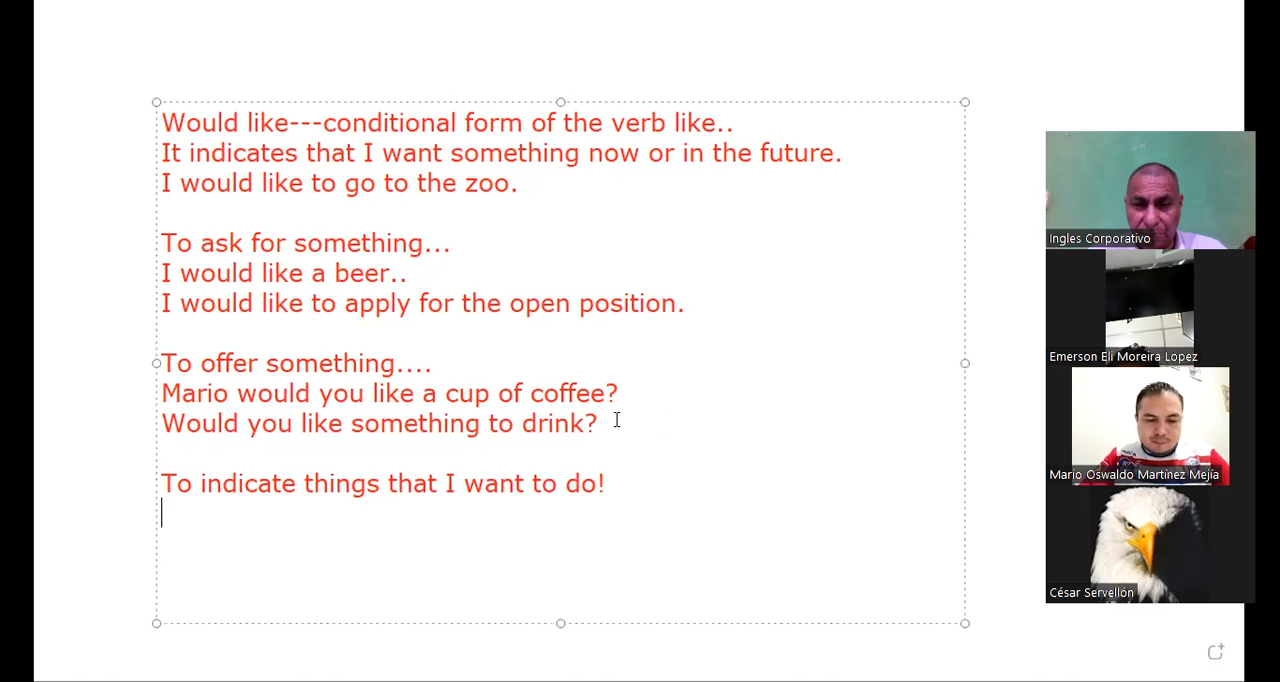 Would like---conditional form of the verb like..
It indicates that I want something now or in the future.
I would like to go to the zoo.
To ask for something...
I would like a beer..
I would like to apply for the open position.
To offer something....
Mario would you like a cup of coffee?
Would you like something to drink?
To indicate things that I want to do!
Ingles Corporativo
Emerson Eli Moreira Lopez
Mario Oswaldo Martínez Mejía
César Servellón